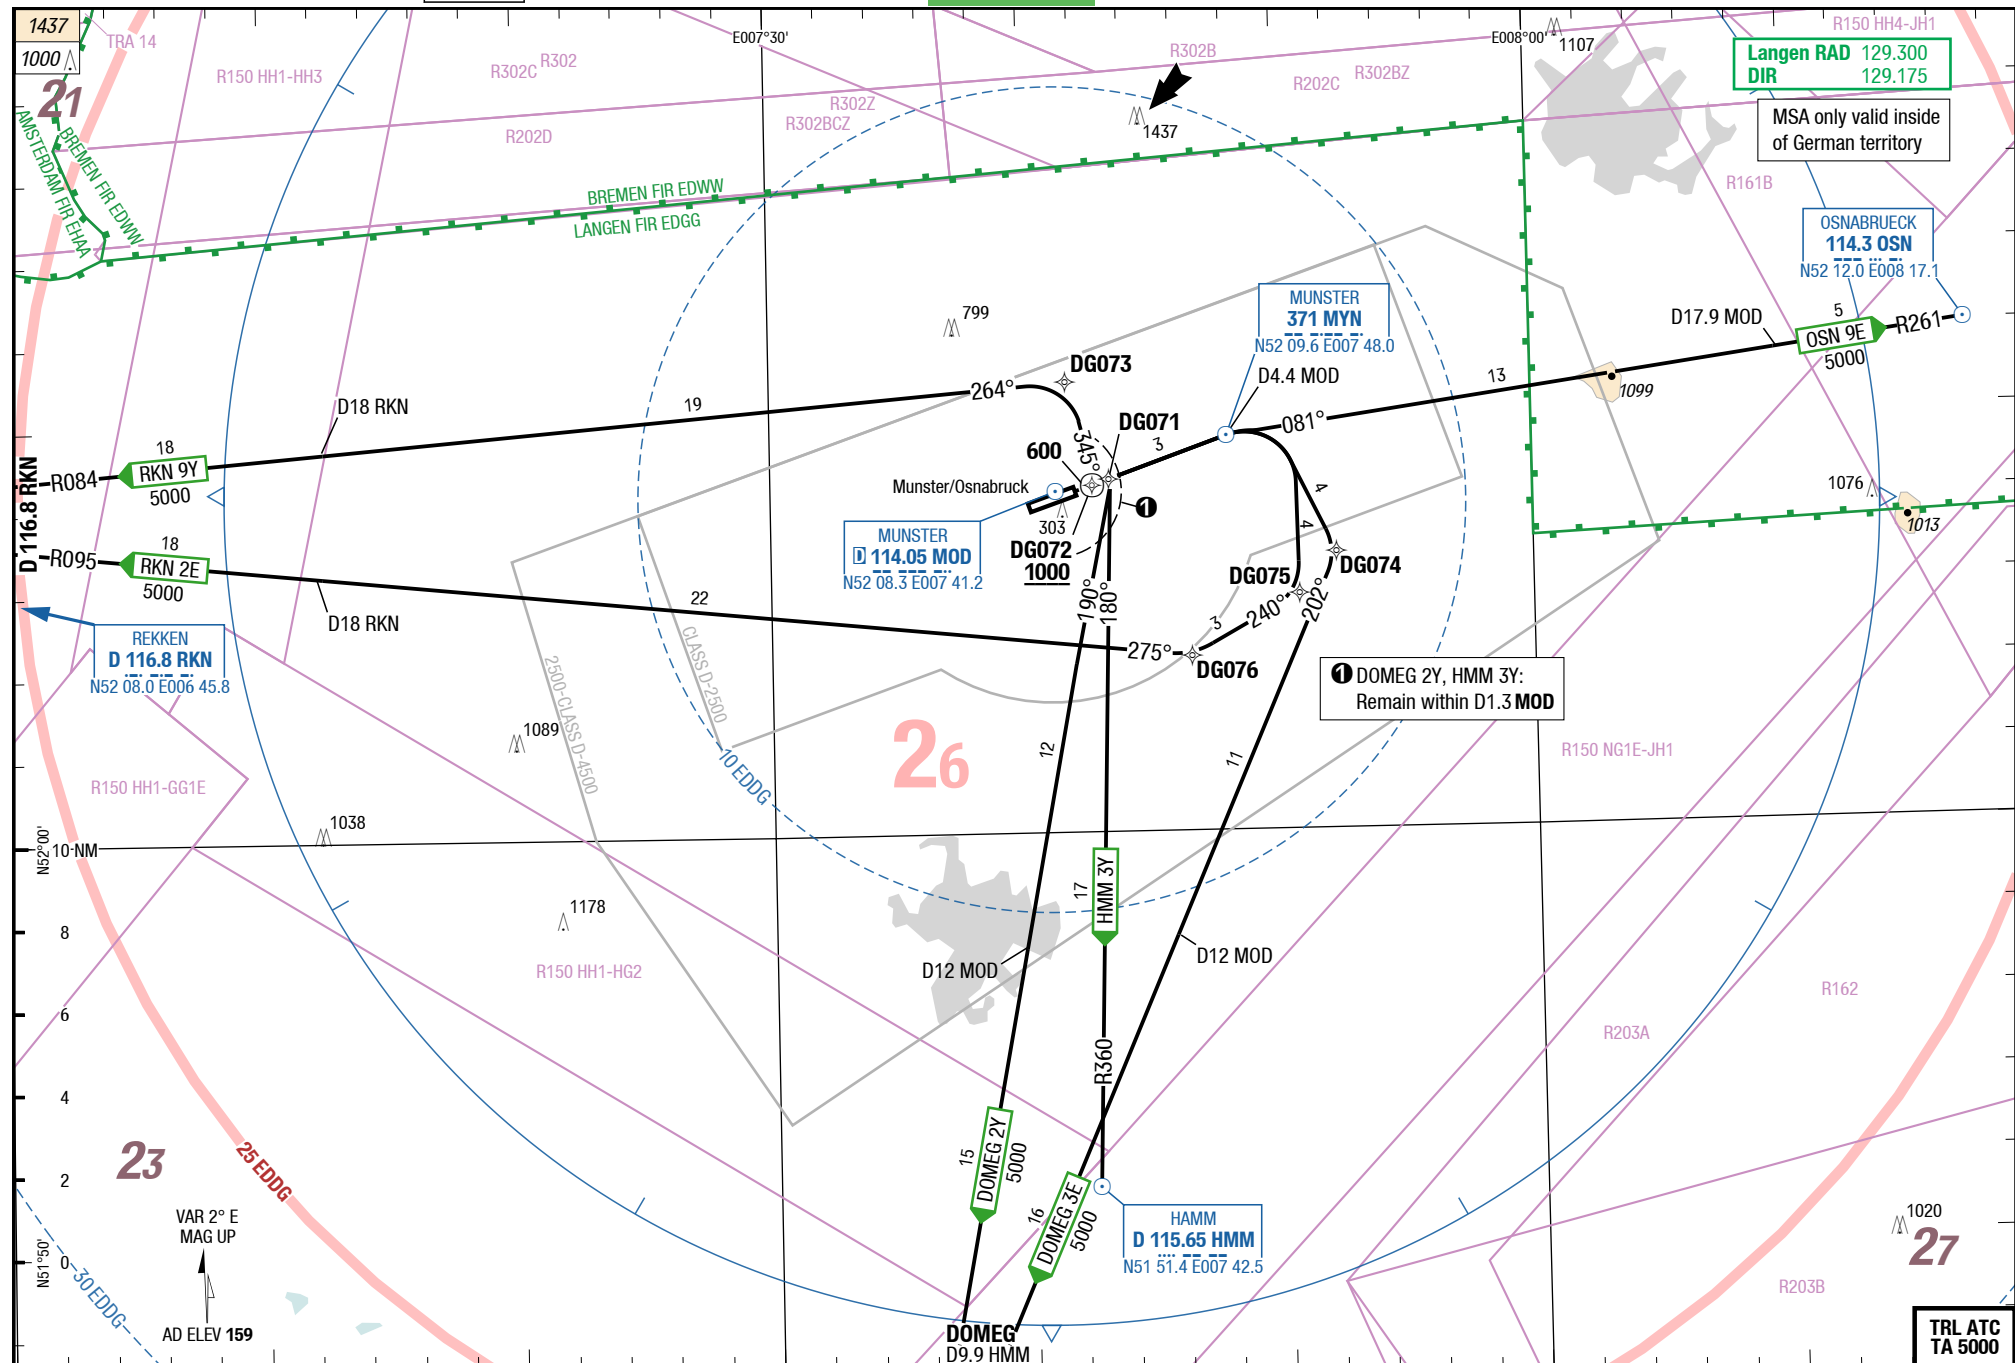 1437
1000
21
TRA 14
R150 HH1-HH3
R302C
R302
E007°30'
R302Z
R302BCZ
R202D
R302B
1437
R202C
R302BZ
E008°00'
1107
R150 HH4-JH1
Langen RAD 129.300
DIR 129.175
MSA only valid inside
of German territory
R161B
AMSTERDAM FIR EHAA
BREMEN FIR EDWW
BREMEN FIR EDWW
LANGEN FIR EDGG
OSNABRUECK
114.3 OSN
N52 12.0 E008 17.1
MUNSTER
371 MYN
N52 09.6 E007 48.0
799
D17.9 MOD
5
OSN 9E
5000
R261
DG073
D4.4 MOD
13
1099
264°
19
D18 RKN
DG071
081°
3
345°
600
18
RKN 9Y
5000
R084
D 116.8 RKN
Munster/Osnabruck
303
1
4
4
1076
1013
MUNSTER
D 114.05 MOD
N52 08.3 E007 41.2
DG072
1000
R095
18
RKN 2E
5000
D18 RKN
22
190°
180°
DG075
DG074
240°
202°
3
275°
DG076
REKKEN
D 116.8 RKN
N52 08.0 E006 45.8
CLASS D-2500
2500-CLASS D-4500
1 DOMEG 2Y, HMM 3Y:
Remain within D1.3 MOD
1089
10 EDDG
26
12
11
R150 NG1E-JH1
R150 HH1-GG1E
1038
N52°00'
10 NM
17
HMM 3Y
1178
8
R150 HH1-HG2
D12 MOD
D12 MOD
R162
6
R203A
R360
4
23
25 EDDG
15
DOMEG 2Y
5000
2
16
DOMEG 3E
5000
HAMM
D 115.65 HMM
N51 51.4 E007 42.5
1020
27
VAR 2° E
MAG UP
N51°50'
0
30 EDDG
R203B
AD ELEV 159
DOMEG
D9.9 HMM
TRL ATC
TA 5000